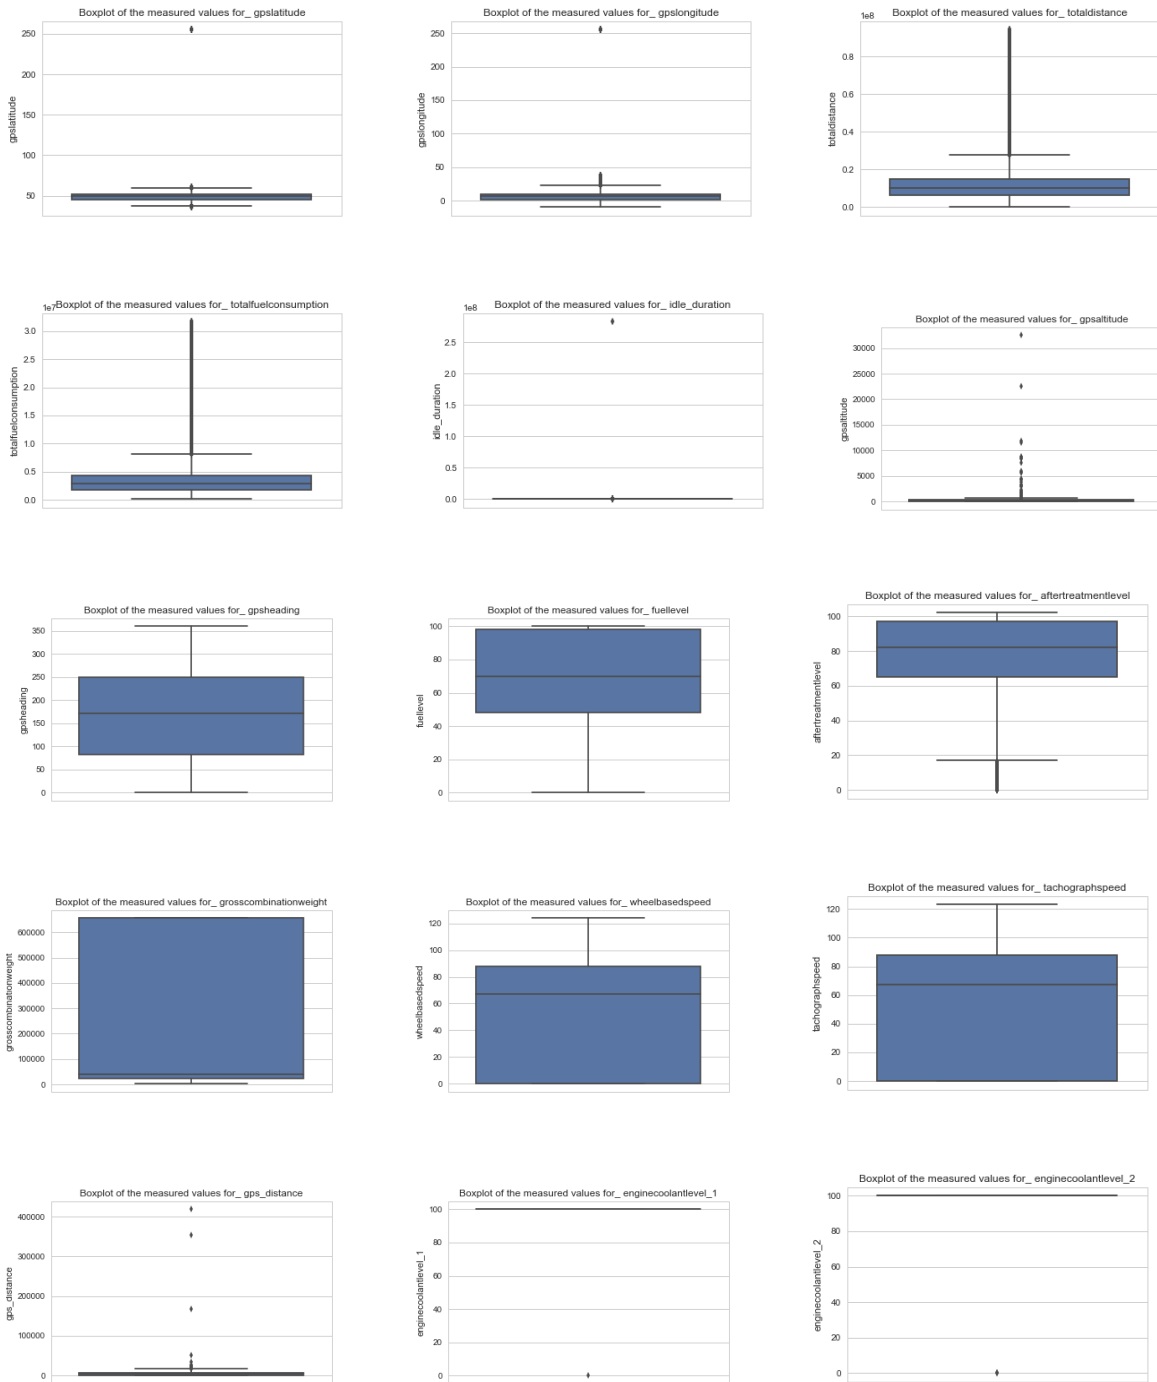 Boxplot of the measured values for_ gpslatitude
250
200
150
100
50
gpslatitude
Boxplot of the measured values for_ gpslongitude
250
200
150
100
50
0
gpslongitude
Boxplot of the measured values for_ totaldistance
1e8
0.8
0.6
0.4
0.2
0.0
totaldistance
Boxplot of the measured values for_ totalfuelconsumption
1e7
3.0
2.5
2.0
1.5
1.0
0.5
0.0
totalfuelconsumption
Boxplot of the measured values for_ idle_duration
1e8
2.5
2.0
1.5
1.0
0.5
0.0
idle_duration
Boxplot of the measured values for_ gpsaltitude
30000
25000
20000
15000
10000
5000
0
gpsaltitude
Boxplot of the measured values for_ gpsheading
350
300
250
200
150
100
50
0
gpsheading
Boxplot of the measured values for_ fuellevel
100
80
60
40
20
0
fuellevel
Boxplot of the measured values for_ aftertreatmentlevel
100
80
60
40
20
0
aftertreatmentlevel
Boxplot of the measured values for_ grosscombinationweight
600000
500000
400000
300000
200000
100000
0
grosscombinationweight
Boxplot of the measured values for_ wheelbasedspeed
120
100
80
60
40
20
0
wheelbasedspeed
Boxplot of the measured values for_ tachographspeed
120
100
80
60
40
20
0
tachographspeed
Boxplot of the measured values for_ gps_distance
400000
300000
200000
100000
0
gps_distance
Boxplot of the measured values for_ enginecoolantlevel_1
100
80
60
40
20
0
enginecoolantlevel_1
Boxplot of the measured values for_ enginecoolantlevel_2
100
80
60
40
20
0
enginecoolantlevel_2